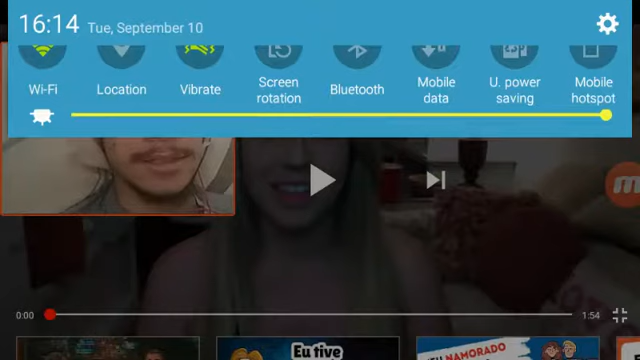 16:14 Tue, September 10
Wi-Fi
Location
Vibrate
Screen
rotation
Bluetooth
Mobile
data
U. power
saving
Mobile
hotspot
0:00
1:54
Eu tive
NAMORADO